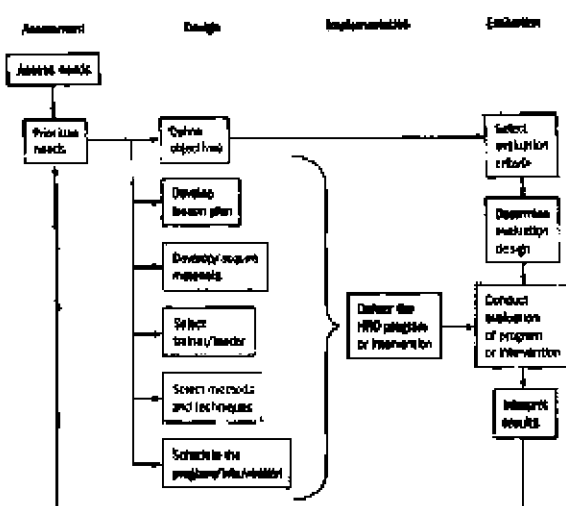 Assessment
Design
Implementation
Evaluation
Assess needs
Prioritize
needs
Define
objectives
Select
evaluation
criteria
Develop
lesson plan
Determine
evaluation
design
Develop/acquire
materials
Deliver the
HRD program
or intervention
Conduct
evaluation
of program
or intervention
Select
trainer/leader
Select methods
and techniques
Interpret
results
Schedule the
program/intervention